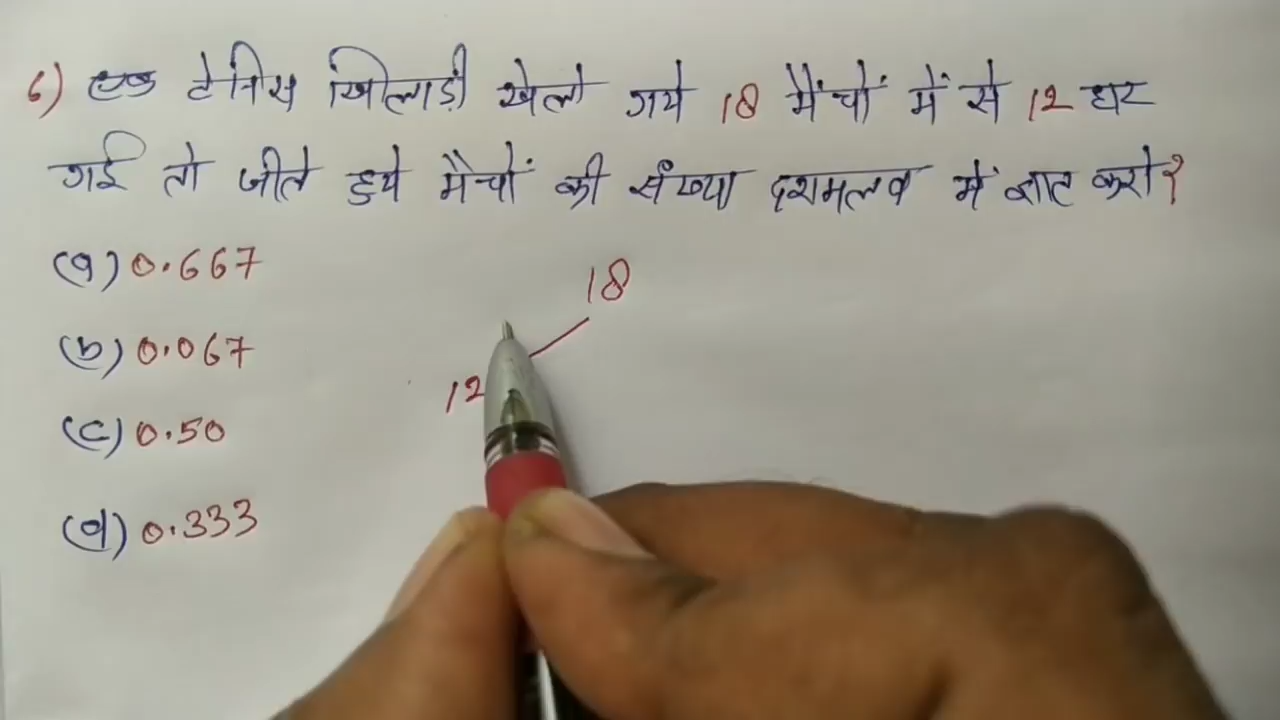 6) एक टेनिस खिलाड़ी खेलो गये 18 मैंचों में से 12 हार
गई तो जीते हुये मैचों की संख्या दशमलव में ज्ञात करो?
(a) 0.667
(b) 0.067
(c) 0.50
(d) 0.333
18
12